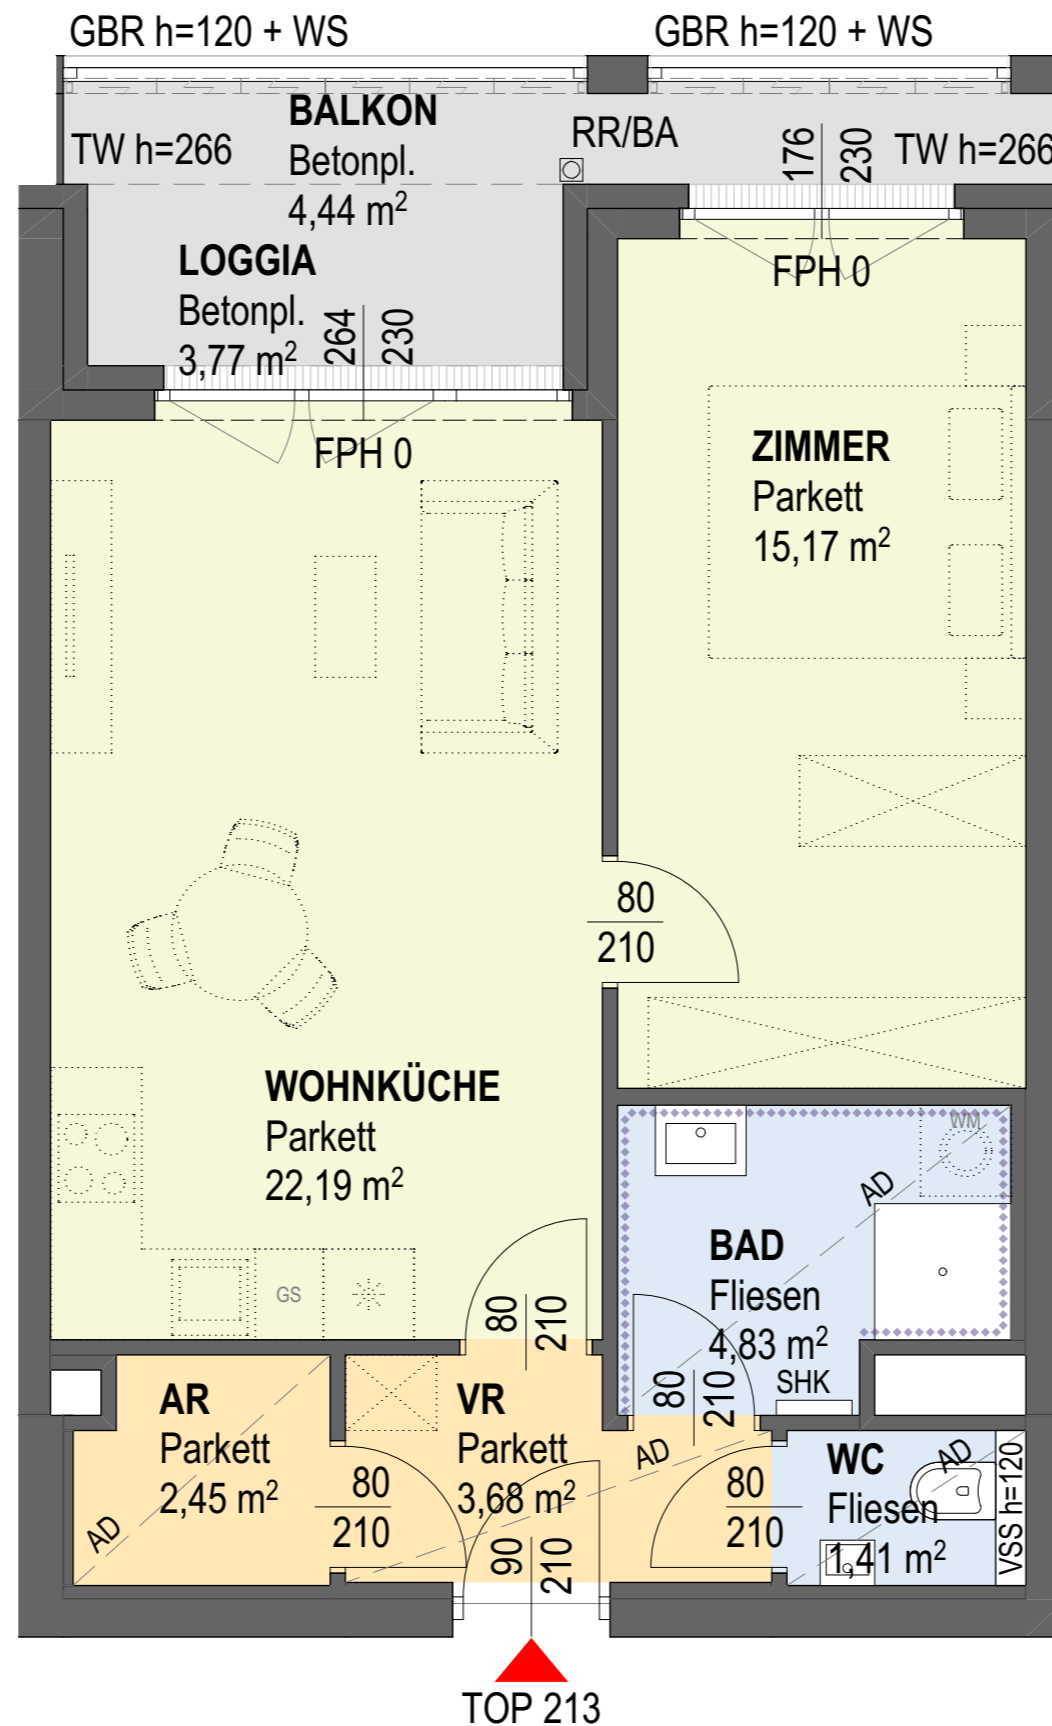 GBR h=120 + WS
GBR h=120 + WS
BALKON
Betonpl.
4,44 m²
TW h=266
RR/BA
176
230
TW h=266
LOGGIA
Betonpl.
3,77 m²
264
230
FPH 0
FPH 0
ZIMMER
Parkett
15,17 m²
80
210
WOHNKÜCHE
Parkett
22,19 m²
GS
80
210
WM
AD
BAD
Fliesen
4,83 m²
SHK
80
210
AR
Parkett
2,45 m²
AD
80
210
VR
Parkett
3,68 m²
AD
90
210
80
210
WC
Fliesen
1,41 m²
AD
VSS h=120
TOP 213